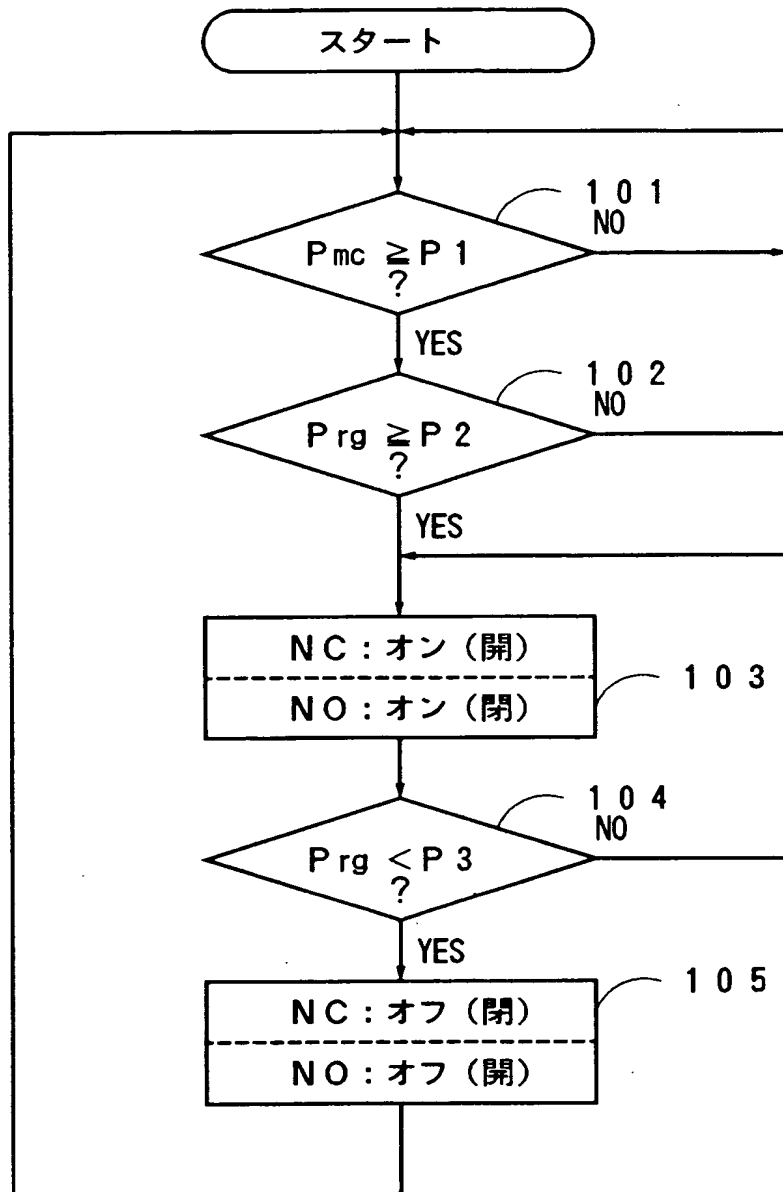 スタート
101
NO
Pmc ≧ P1
?
YES
102
NO
Prg ≧ P2
?
YES
NC:オン(開)
NO:オン(閉)
103
104
NO
Prg < P3
?
YES
105
NC:オフ(閉)
NO:オフ(開)